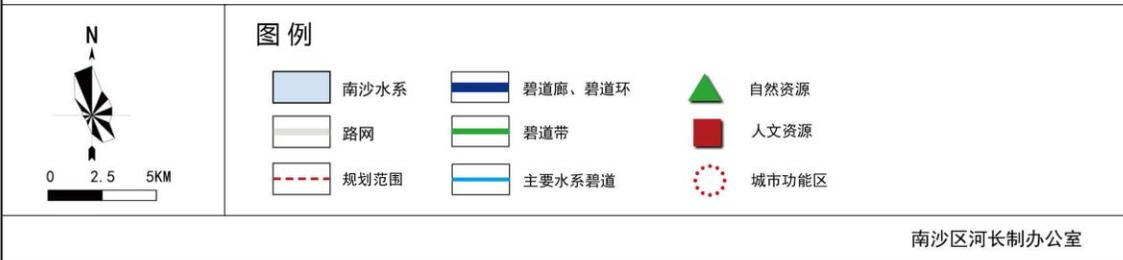 N
0 2.5 5KM
图例
南沙水系 碧道廊、碧道环 自然资源
路网 碧道带 人文资源
规划范围 主要水系碧道 城市功能区
南沙区河长制办公室